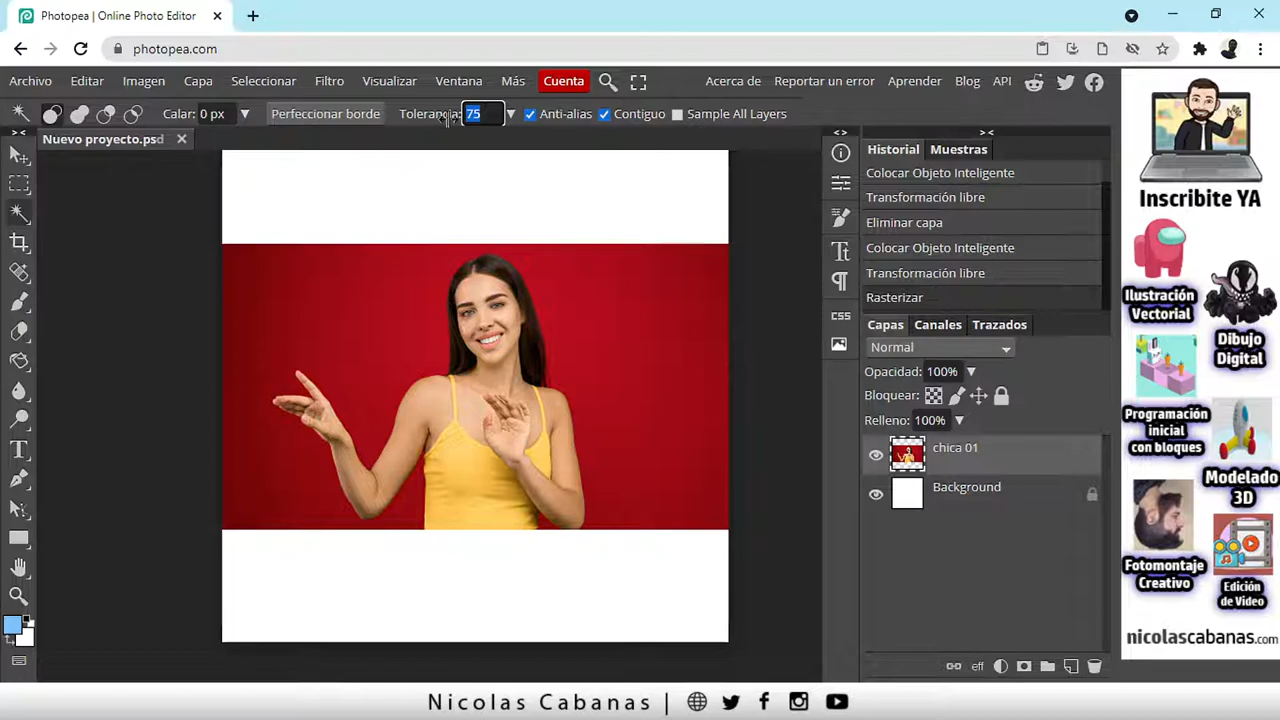 Photopea | Online Photo Editor
photopea.com
Archivo Editar Imagen Capa Seleccionar Filtro Visualizar Ventana Más Cuenta Acerca de Reportar un error Aprender Blog API
Calar: 0 px Perfeccionar borde Tolerancia: 75 Anti-alias Contiguo Sample All Layers
Nuevo proyecto.psd
Historial Muestras
Colocar Objeto Inteligente
Transformación libre
Eliminar capa
Colocar Objeto Inteligente
Transformación libre
Rasterizar
Capas Canales Trazados
Normal
Opacidad: 100%
Bloquear:
Relleno: 100%
chica 01
Background
eff
CSS
Inscribite YA
Ilustración
Vectorial
Dibujo
Digital
Programación
inicial
con bloques
Modelado
3D
Fotomontaje
Creativo
Edición
de Video
nicolascabanas.com
Nicolas Cabanas |